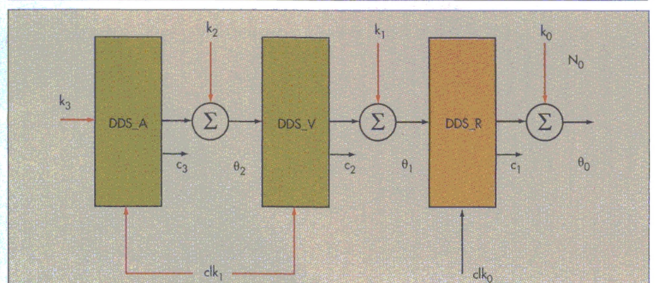 k₂
k₁
k₀
N₀
k₃
DDS_A
Σ
DDS_V
Σ
DDS_R
Σ
c₃
θ₂
c₂
θ₁
c₁
θ₀
clk₁
clk₀